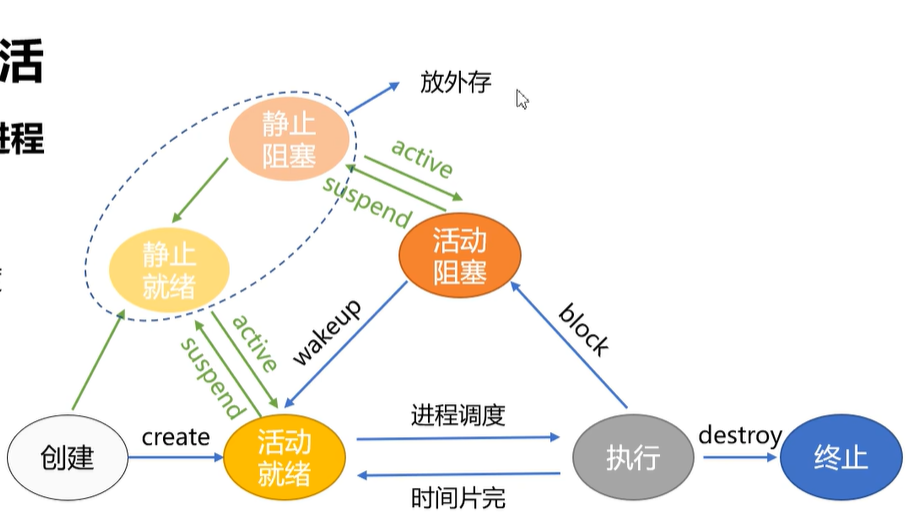 活
放外存
静止
阻塞
进程
active
suspend
活动
阻塞
静止
就绪
wakeup
block
active
suspend
进程调度
create
destroy
创建
活动
就绪
执行
终止
时间片完